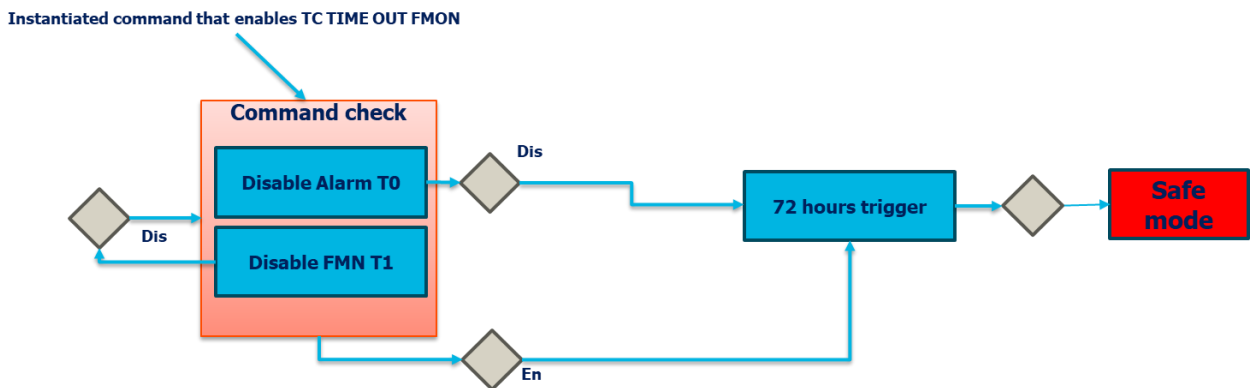 Instantiated command that enables TC TIME OUT FMON
Command check
Disable Alarm T0
Dis
Dis
Disable FMN T1
72 hours trigger
Safe
mode
En